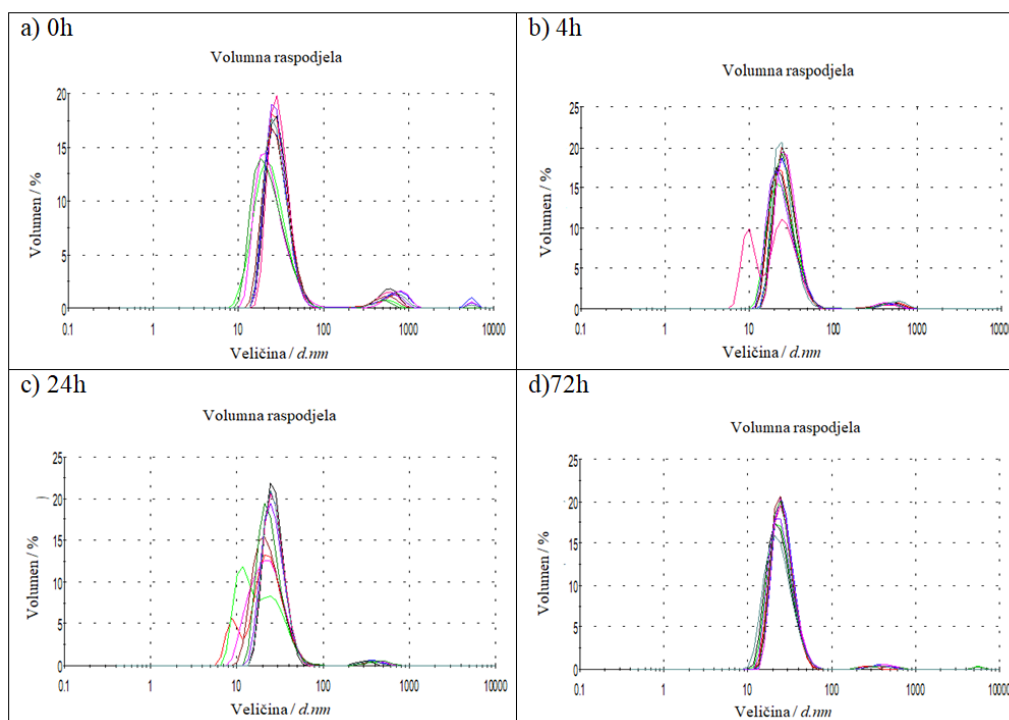 a) 0h
Volumna raspodjela
20
15
10
5
0
0.1 1 10 100 1000 10000
Volumen / %
Veličina / d.nm
b) 4h
Volumna raspodjela
25
20
15
10
5
0
0.1 1 10 100 1000 1000
Volumen / %
Veličina / d.nm
c) 24h
Volumna raspodjela
25
20
15
10
5
0
0.1 1 10 100 1000 10000
Volumen / %
Veličina / d.nm
d)72h
Volumna raspodjela
25
20
15
10
5
0
0.1 1 10 100 1000 1000
Volumen / %
Veličina / d.nm